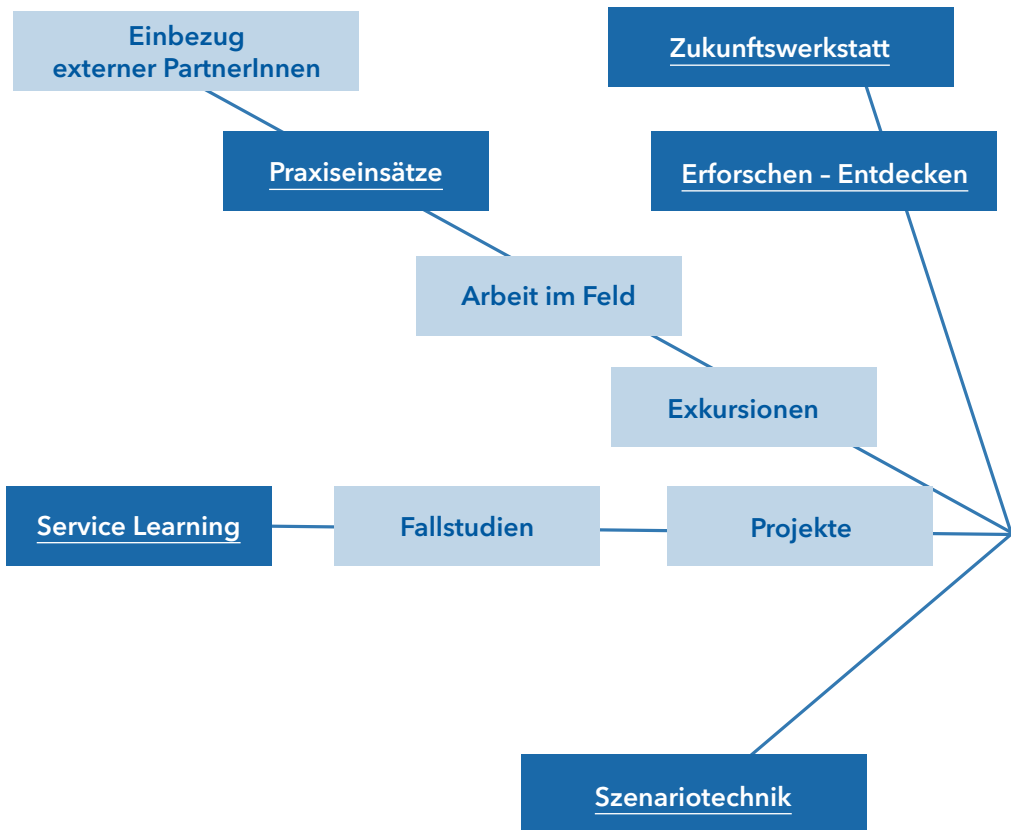 Einbezug
externer PartnerInnen
Zukunftswerkstatt
Praxiseinsätze
Erforschen – Entdecken
Arbeit im Feld
Exkursionen
Service Learning
Fallstudien
Projekte
Szenariotechnik